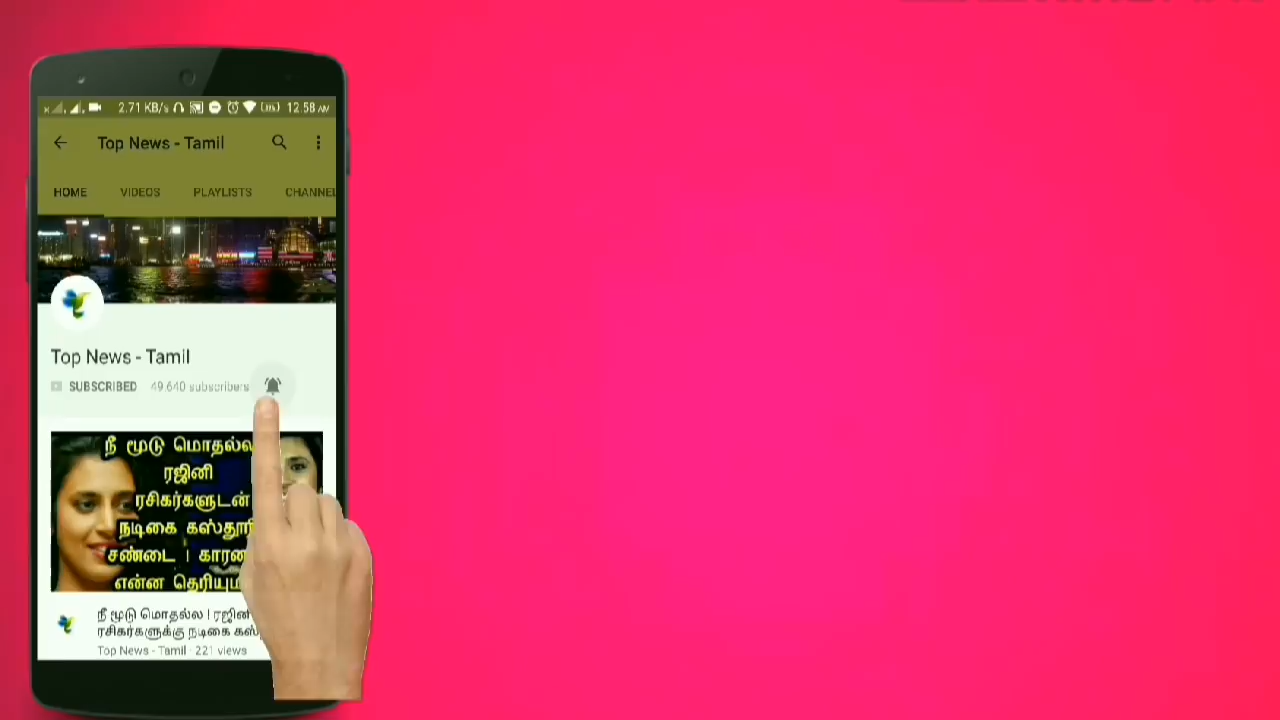 2.71 KB/s 12.58 AM
Top News - Tamil
HOME VIDEOS PLAYLISTS CHANNEL
Top News - Tamil
SUBSCRIBED 49,640 subscribers
நீ மூடு மொதல்ல
ரஜினி
ரசிகர்களுடன்
நடிகை கஸ்தூரி
சண்டை | காரண
என்ன தெரியும
நீ மூடு மொதல்ல | ரஜினி
ரசிகர்களுக்கு நடிகை கஸ்
Top News - Tamil · 221 views